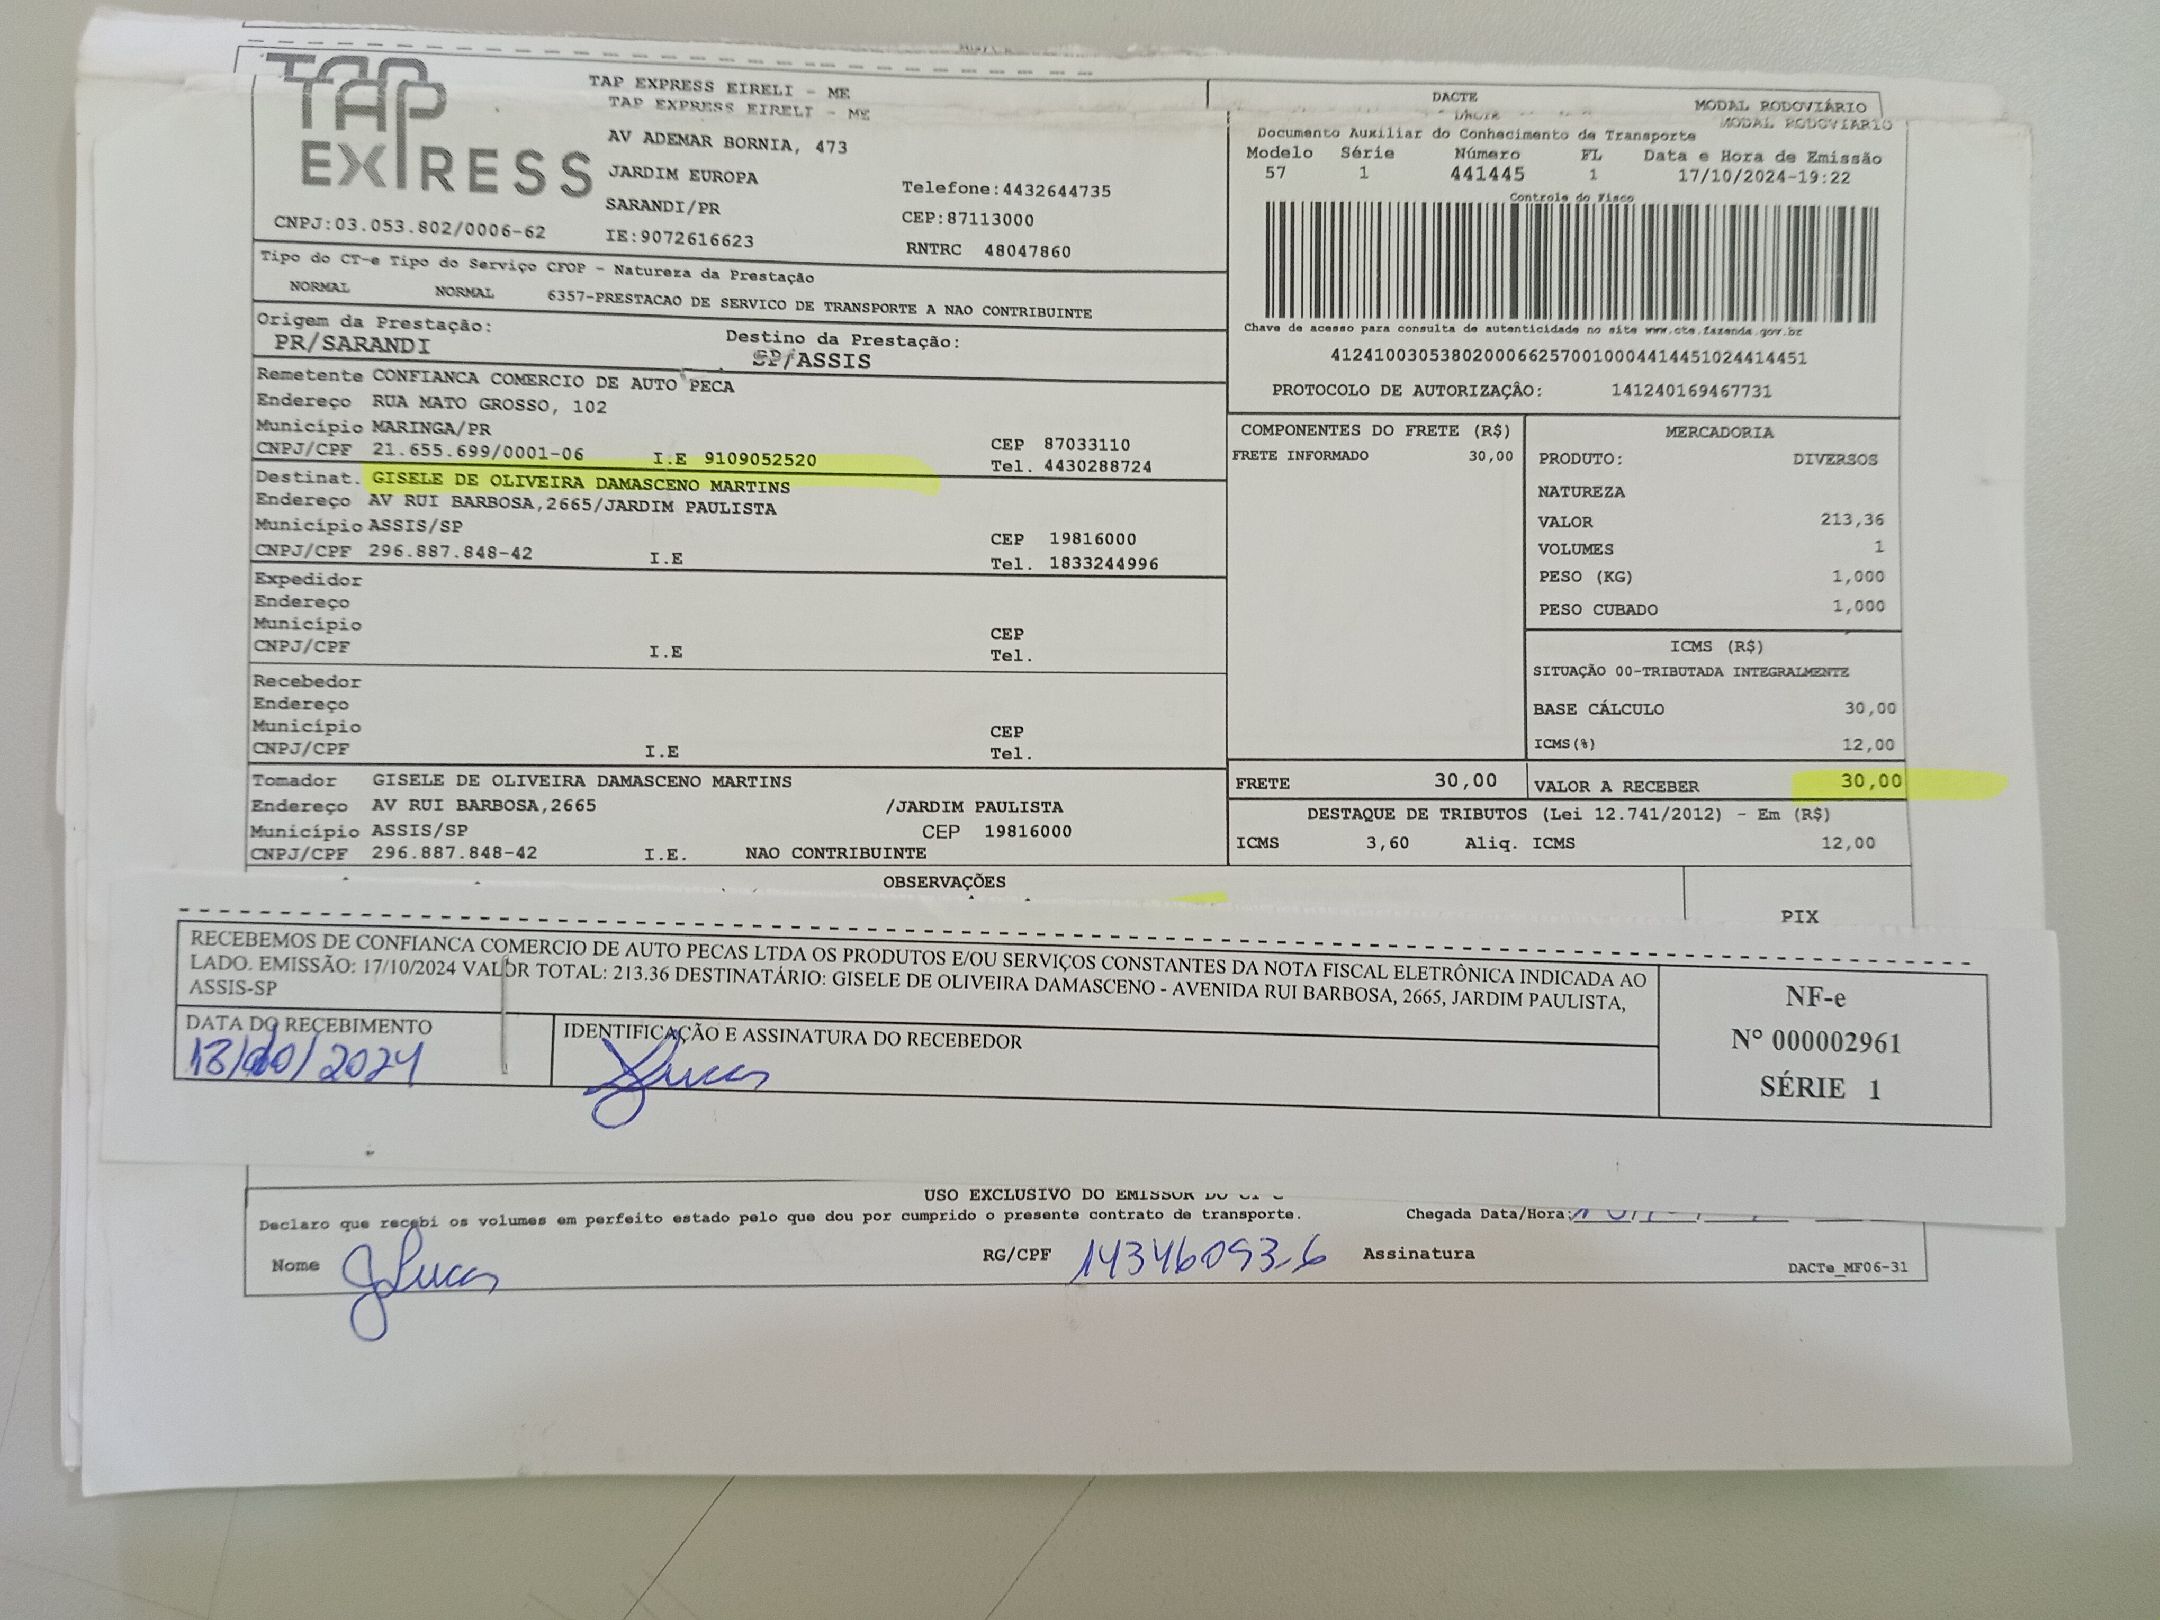 TAP EXPRESS
TAP EXPRESS EIRELI - ME
TAP EXPRESS EIRELI - ME
AV ADEMAR BORNIA, 473
JARDIM EUROPA
SARANDI/PR
CNPJ:03.053.802/0006-62 IE:9072616623
Telefone:4432644735
CEP:87113000
RNTRC 48047860
DACTE MODAL RODOVIÁRIO
DACTE MODAL RODOVIÁRIO
Documento Auxiliar do Conhecimento de Transporte
Modelo Série Número FL Data e Hora de Emissão
57 1 441445 1 17/10/2024-19:22
Controle do Fisco
Chave de acesso para consulta de autenticidade no site www.cte.fazenda.gov.br
41241003053802000662570010004414451024414451
PROTOCOLO DE AUTORIZAÇÃO: 141240169467731
Tipo do CT-e Tipo do Serviço CFOP - Natureza da Prestação
NORMAL NORMAL 6357-PRESTACAO DE SERVICO DE TRANSPORTE A NAO CONTRIBUINTE
Origem da Prestação: Destino da Prestação:
PR/SARANDI SP/ASSIS
Remetente CONFIANCA COMERCIO DE AUTO PECA
Endereço RUA MATO GROSSO, 102
Município MARINGA/PR CEP 87033110
CNPJ/CPF 21.655.699/0001-06 I.E 9109052520 Tel. 4430288724
Destinat. GISELE DE OLIVEIRA DAMASCENO MARTINS
Endereço AV RUI BARBOSA,2665/JARDIM PAULISTA
Município ASSIS/SP CEP 19816000
CNPJ/CPF 296.887.848-42 I.E Tel. 1833244996
Expedidor
Endereço
Município CEP
CNPJ/CPF I.E Tel.
Recebedor
Endereço
Município CEP
CNPJ/CPF I.E Tel.
Tomador GISELE DE OLIVEIRA DAMASCENO MARTINS
Endereço AV RUI BARBOSA,2665 /JARDIM PAULISTA
Município ASSIS/SP CEP 19816000
CNPJ/CPF 296.887.848-42 I.E. NAO CONTRIBUINTE
COMPONENTES DO FRETE (R$)
FRETE INFORMADO 30,00
MERCADORIA
PRODUTO: DIVERSOS
NATUREZA
VALOR 213,36
VOLUMES 1
PESO (KG) 1,000
PESO CUBADO 1,000
ICMS (R$)
SITUAÇÃO 00-TRIBUTADA INTEGRALMENTE
BASE CÁLCULO 30,00
ICMS(%) 12,00
FRETE 30,00 VALOR A RECEBER 30,00
DESTAQUE DE TRIBUTOS (Lei 12.741/2012) - Em (R$)
ICMS 3,60 Aliq. ICMS 12,00
OBSERVAÇÕES
PIX
RECEBEMOS DE CONFIANCA COMERCIO DE AUTO PECAS LTDA OS PRODUTOS E/OU SERVIÇOS CONSTANTES DA NOTA FISCAL ELETRÔNICA INDICADA AO
LADO. EMISSÃO: 17/10/2024 VALOR TOTAL: 213.36 DESTINATÁRIO: GISELE DE OLIVEIRA DAMASCENO - AVENIDA RUI BARBOSA, 2665, JARDIM PAULISTA,
ASSIS-SP
DATA DO RECEBIMENTO IDENTIFICAÇÃO E ASSINATURA DO RECEBEDOR
18/10/2024 Lucas
NF-e
N° 000002961
SÉRIE 1
USO EXCLUSIVO DO EMISSOR DO
Declaro que recebi os volumes em perfeito estado pelo que dou por cumprido o presente contrato de transporte. Chegada Data/Hora:
Nome Lucas RG/CPF 14346093-6 Assinatura
DACTe_MF06-31